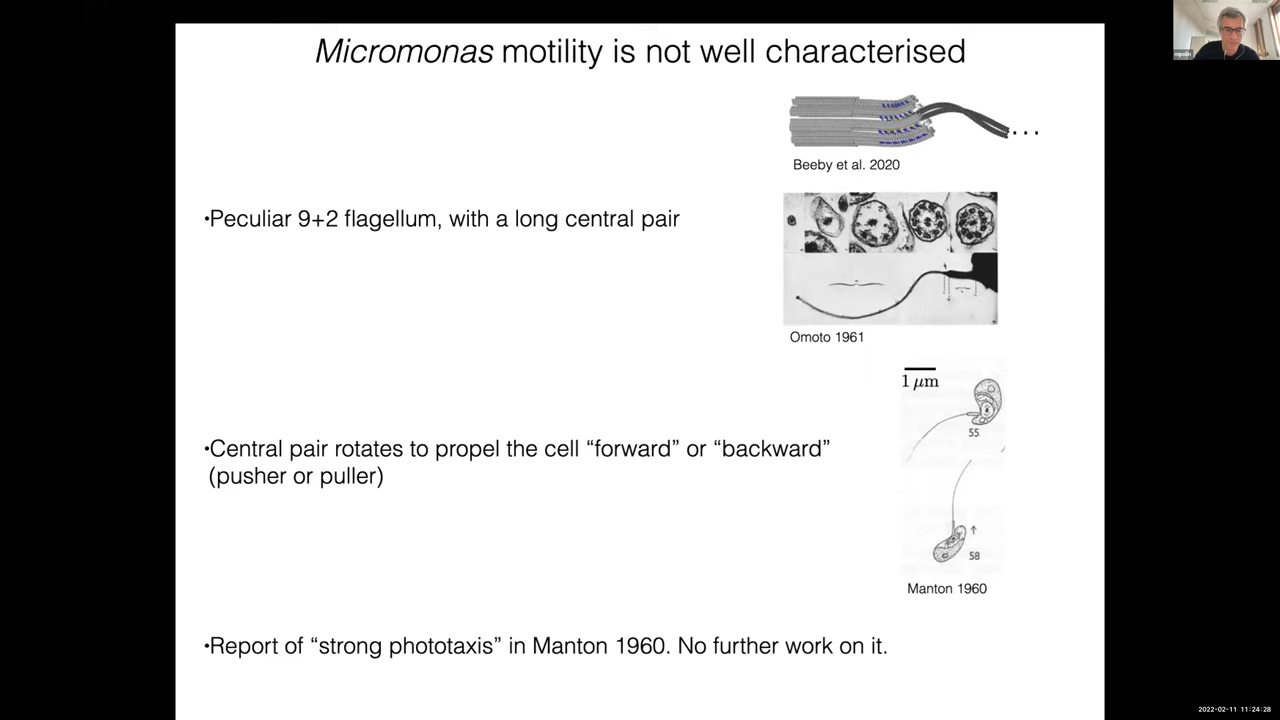 Micromonas motility is not well characterised
mpolin
Beeby et al. 2020
•Peculiar 9+2 flagellum, with a long central pair
Omoto 1961
1 μm
55
•Central pair rotates to propel the cell “forward” or “backward”
(pusher or puller)
58
Manton 1960
•Report of “strong phototaxis” in Manton 1960. No further work on it.
2022-02-11 11:24:28